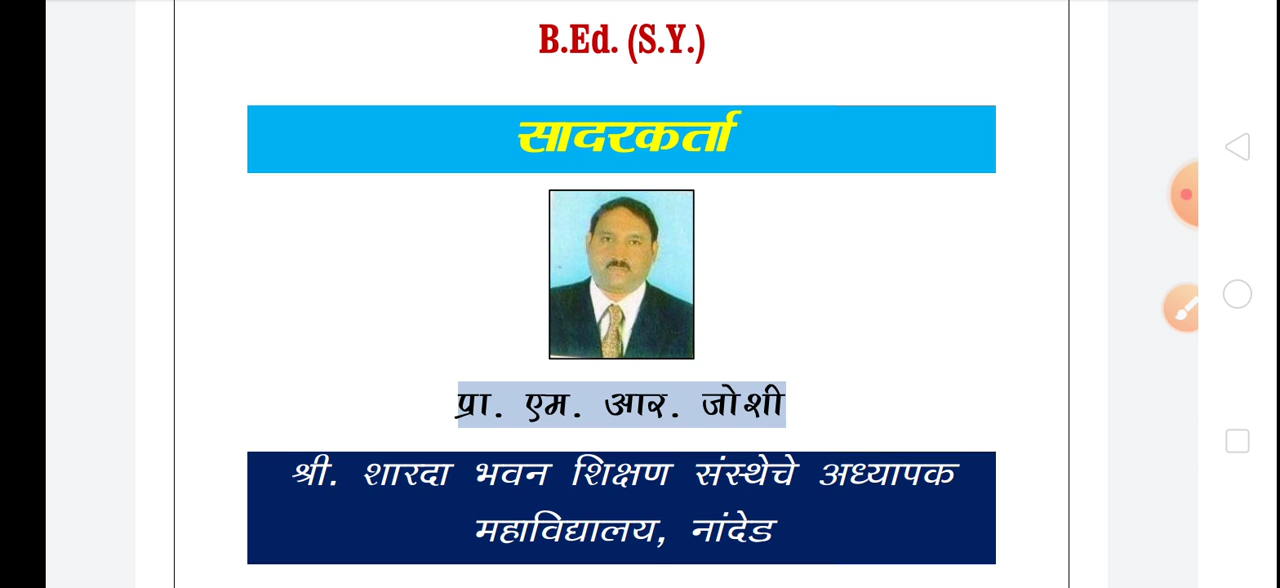 B.Ed. (S.Y.)
सादरकर्ता
प्रा. एम. आर. जोशी
श्री. शारदा भवन शिक्षण संस्थेचे अध्यापक
महाविद्यालय, नांदेड